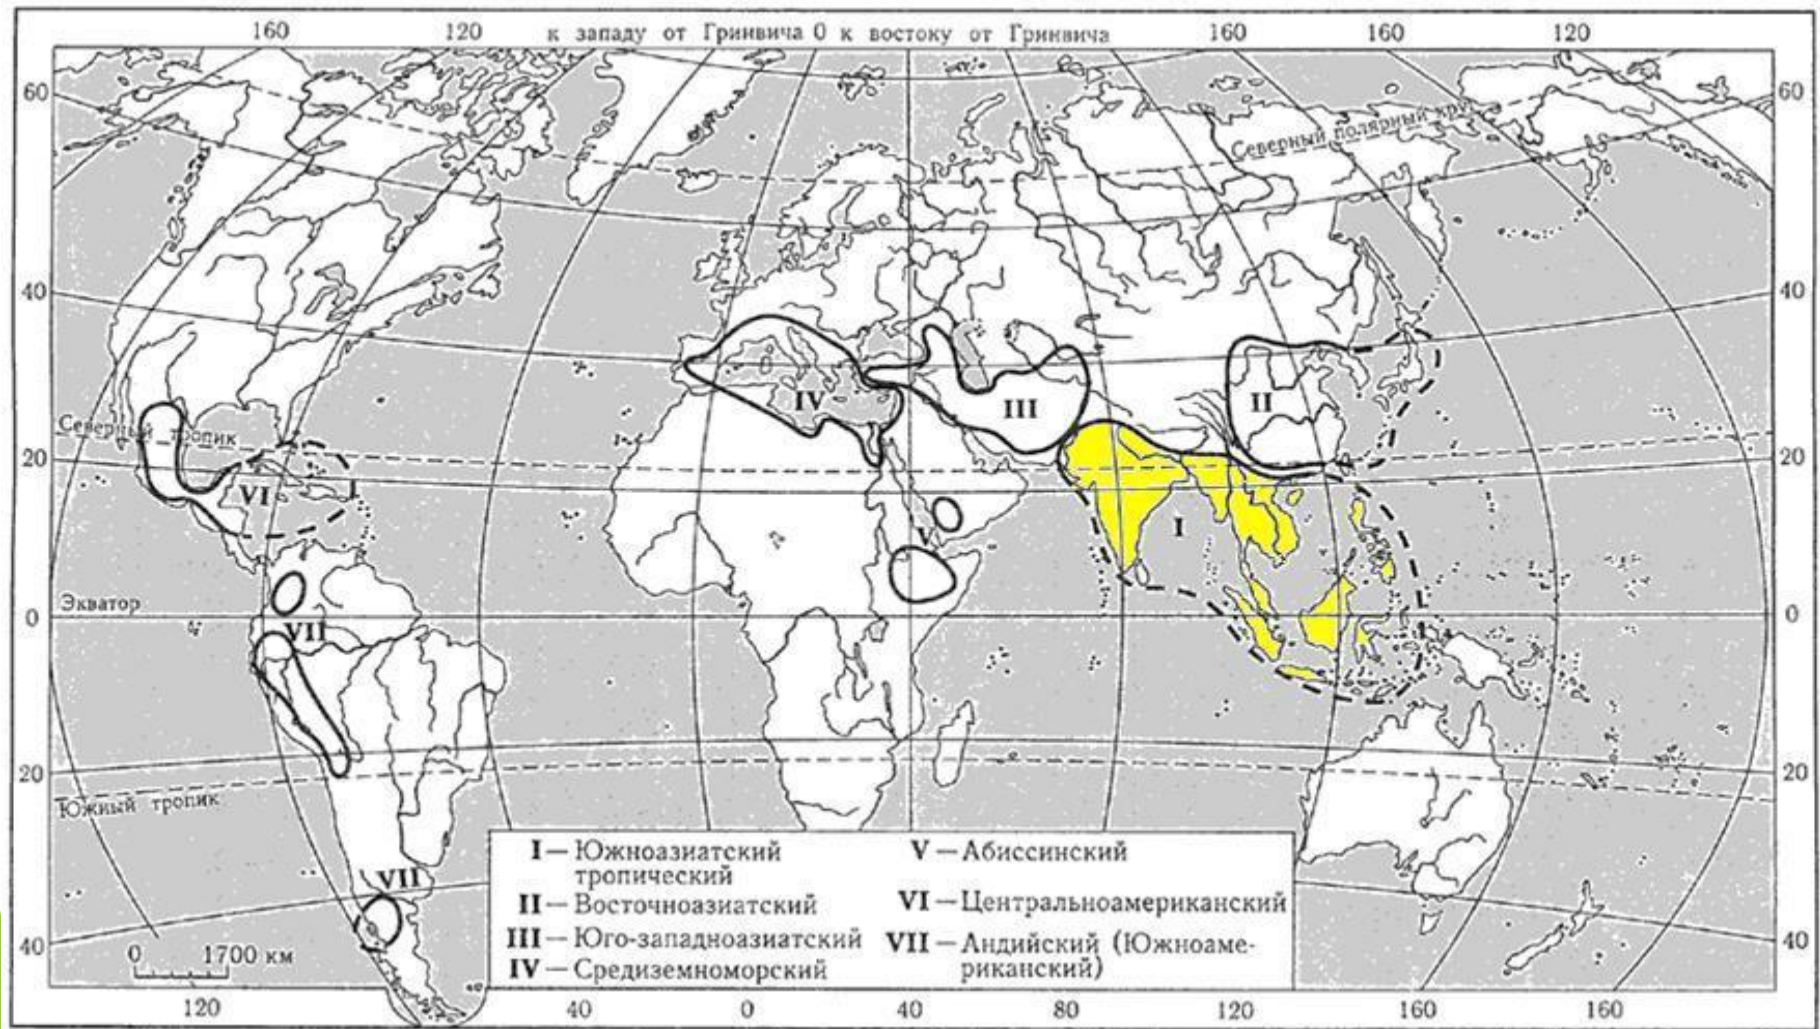 160 120 к западу от Гринвича 0 к востоку от Гринвича 160 160 120
60 60
Северный полярный круг
40 40
IV III II
Северный тропик
20 20
VI I
V
Экватор
0 0
VII
20 20
Южный тропик
VII
I — Южноазиатский
тропический
II — Восточноазиатский
III — Юго-западноазиатский
IV — Средиземноморский
V — Абиссинский
VI — Центральноамериканский
VII — Андийский (Южноаме-
риканский)
40 40
0 1700 км
120 40 0 40 80 120 160 160